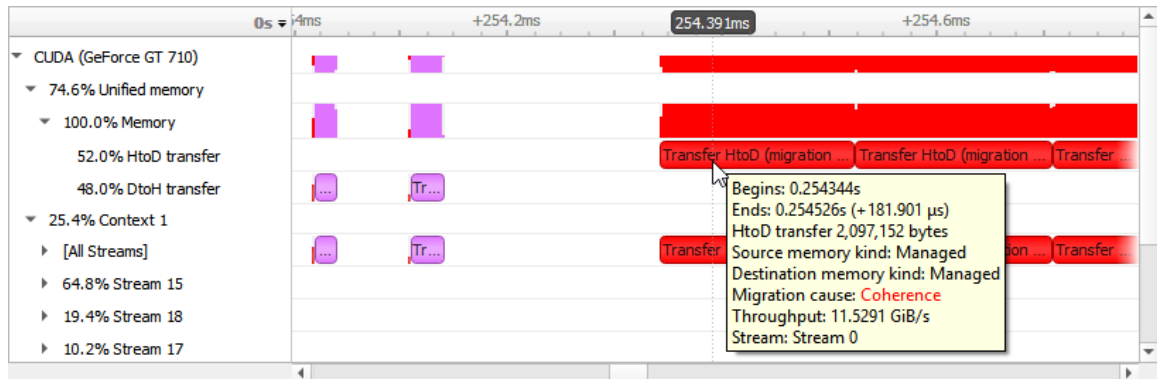 0s 4ms +254.2ms 254.391ms +254.6ms
CUDA (GeForce GT 710)
74.6% Unified memory
100.0% Memory
52.0% HtoD transfer
Transfer HtoD (migration ... Transfer HtoD (migration ... Transfer ...
48.0% DtoH transfer
... Tr...
25.4% Context 1
[All Streams]
... Tr... Transfer ion ... Transfer ...
64.8% Stream 15
19.4% Stream 18
10.2% Stream 17
Begins: 0.254344s
Ends: 0.254526s (+181.901 µs)
HtoD transfer 2,097,152 bytes
Source memory kind: Managed
Destination memory kind: Managed
Migration cause: Coherence
Throughput: 11.5291 GiB/s
Stream: Stream 0